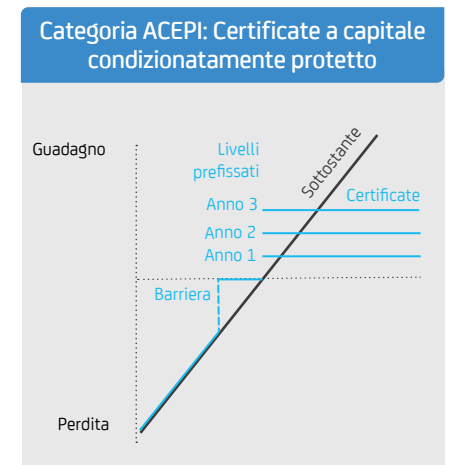 Categoria ACEPI: Certificate a capitale
condizionatamente protetto
Guadagno
Livelli
prefissati
Sottostante
Anno 3
Certificate
Anno 2
Anno 1
Barriera
Perdita